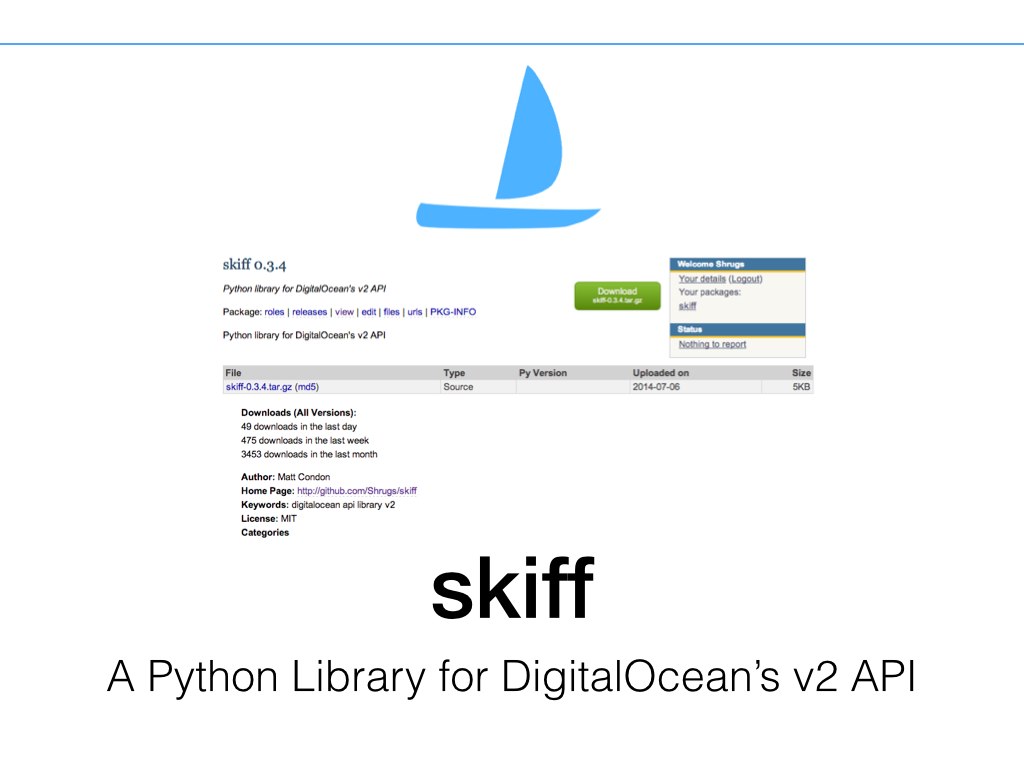 skiff 0.3.4
Python library for DigitalOcean's v2 API
Package: roles | releases | view | edit | files | urls | PKG-INFO
Python library for DigitalOcean's v2 API
Download
skiff-0.3.4.tar.gz
Welcome Shrugs
Your details (Logout)
Your packages:
skiff
Status
Nothing to report
File Type Py Version Uploaded on Size
skiff-0.3.4.tar.gz (md5) Source 2014-07-06 5KB
Downloads (All Versions):
49 downloads in the last day
475 downloads in the last week
3453 downloads in the last month
Author: Matt Condon
Home Page: http://github.com/Shrugs/skiff
Keywords: digitalocean api library v2
License: MIT
Categories
skiff
A Python Library for DigitalOcean’s v2 API